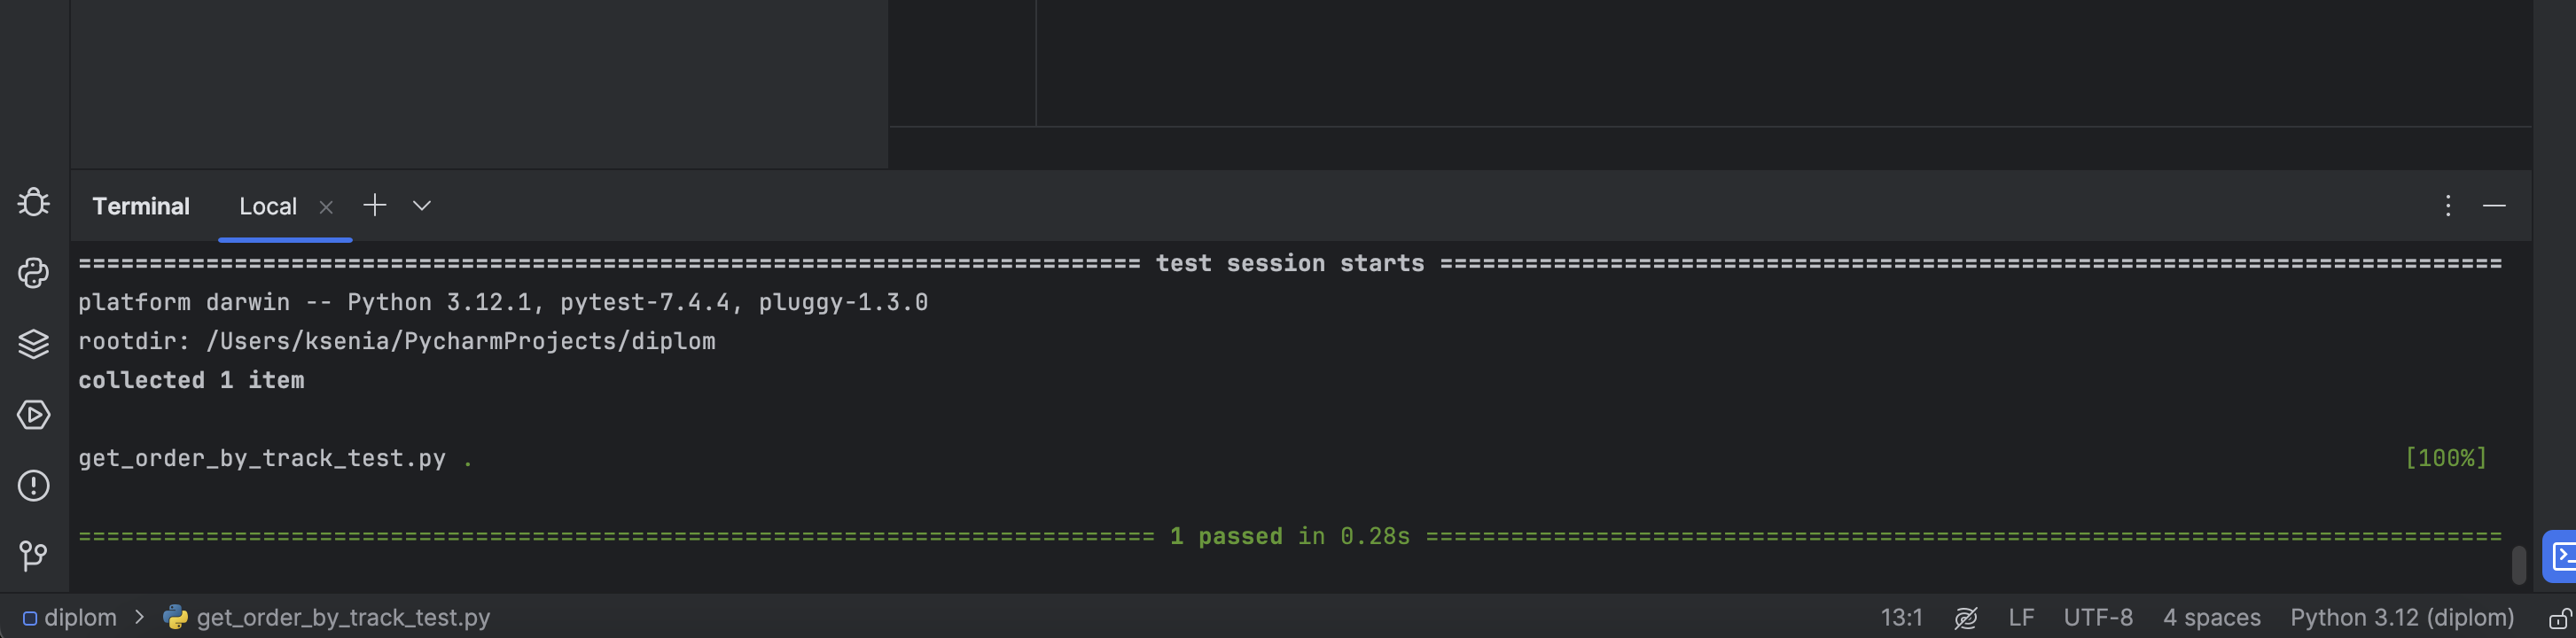 Terminal Local
========================================================================= test session starts =========================================================================
platform darwin -- Python 3.12.1, pytest-7.4.4, pluggy-1.3.0
rootdir: /Users/ksenia/PycharmProjects/diplom
collected 1 item
get_order_by_track_test.py . [100%]
========================================================================== 1 passed in 0.28s ==========================================================================
diplom > get_order_by_track_test.py 13:1 LF UTF-8 4 spaces Python 3.12 (diplom)